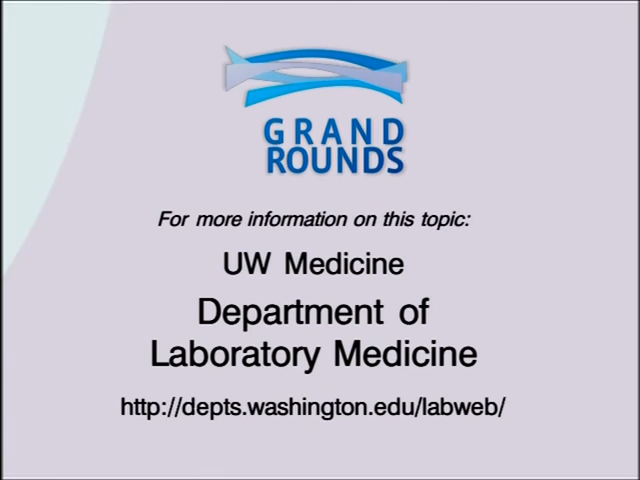 GRAND
ROUNDS
For more information on this topic:
UW Medicine
Department of
Laboratory Medicine
http://depts.washington.edu/labweb/